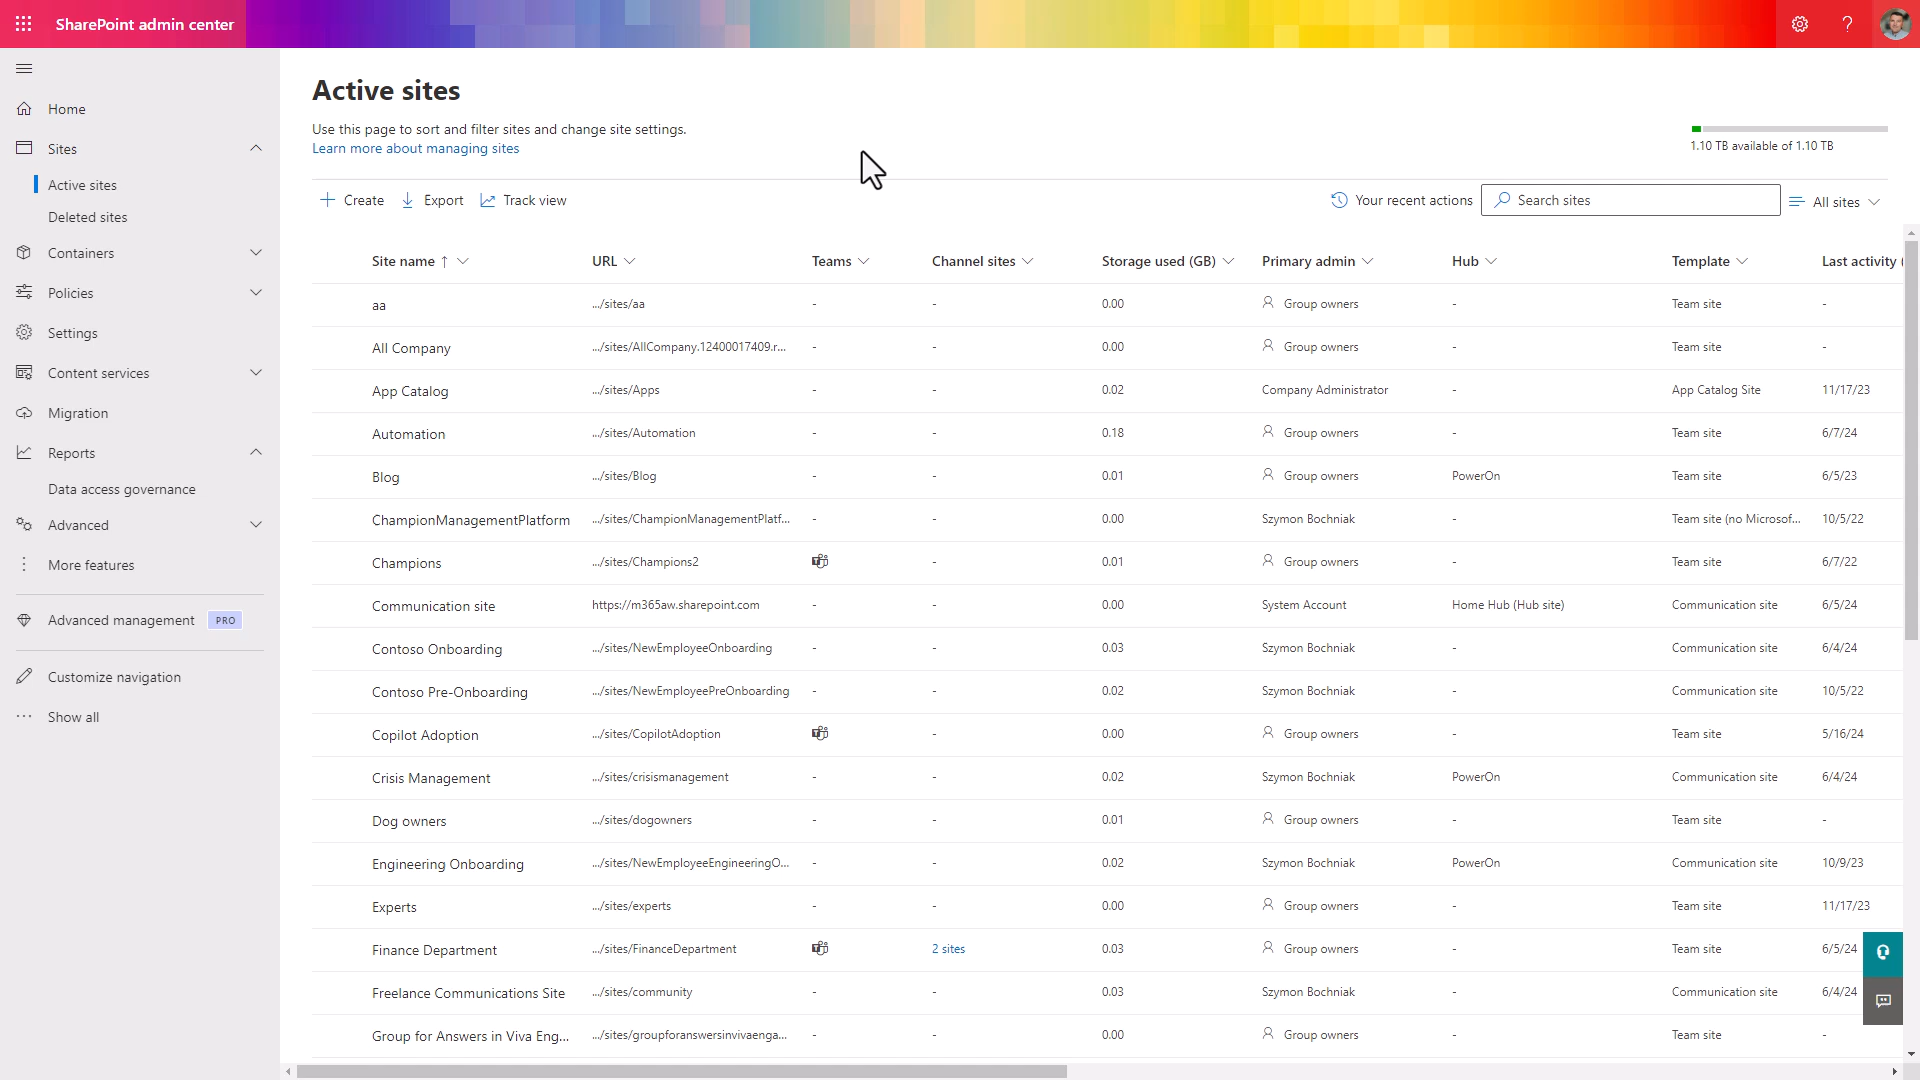 SharePoint admin center
Home
Sites
Active sites
Deleted sites
Containers
Policies
Settings
Content services
Migration
Reports
Data access governance
Advanced
More features
Advanced management PRO
Customize navigation
Show all
Active sites
Use this page to sort and filter sites and change site settings.
Learn more about managing sites
1.10 TB available of 1.10 TB
Create Export Track view Your recent actions Search sites All sites
Site name ↑ URL Teams Channel sites Storage used (GB) Primary admin Hub Template Last activity (
aa .../sites/aa - - 0.00 Group owners - Team site -
All Company .../sites/AllCompany.12400017409.r... - - 0.00 Group owners - Team site -
App Catalog .../sites/Apps - - 0.02 Company Administrator - App Catalog Site 11/17/23
Automation .../sites/Automation - - 0.18 Group owners - Team site 6/7/24
Blog .../sites/Blog - - 0.01 Group owners PowerOn Team site 6/5/23
ChampionManagementPlatform .../sites/ChampionManagementPlatf... - - 0.00 Szymon Bochniak - Team site (no Microsof... 10/5/22
Champions .../sites/Champions2 - 0.01 Group owners - Team site 6/7/22
Communication site https://m365aw.sharepoint.com - - 0.00 System Account Home Hub (Hub site) Communication site 6/5/24
Contoso Onboarding .../sites/NewEmployeeOnboarding - - 0.03 Szymon Bochniak - Communication site 6/4/24
Contoso Pre-Onboarding .../sites/NewEmployeePreOnboarding - - 0.02 Szymon Bochniak - Communication site 10/5/22
Copilot Adoption .../sites/CopilotAdoption - 0.00 Group owners - Team site 5/16/24
Crisis Management .../sites/crisismanagement - - 0.02 Szymon Bochniak PowerOn Communication site 6/4/24
Dog owners .../sites/dogowners - - 0.01 Group owners - Team site -
Engineering Onboarding .../sites/NewEmployeeEngineeringO... - - 0.02 Szymon Bochniak PowerOn Communication site 10/9/23
Experts .../sites/experts - - 0.00 Group owners - Team site 11/17/23
Finance Department .../sites/FinanceDepartment 2 sites 0.03 Group owners - Team site 6/5/24
Freelance Communications Site .../sites/community - - 0.03 Szymon Bochniak - Communication site 6/4/24
Group for Answers in Viva Eng... .../sites/groupforanswersinvivaenga... - - 0.00 Group owners - Team site -